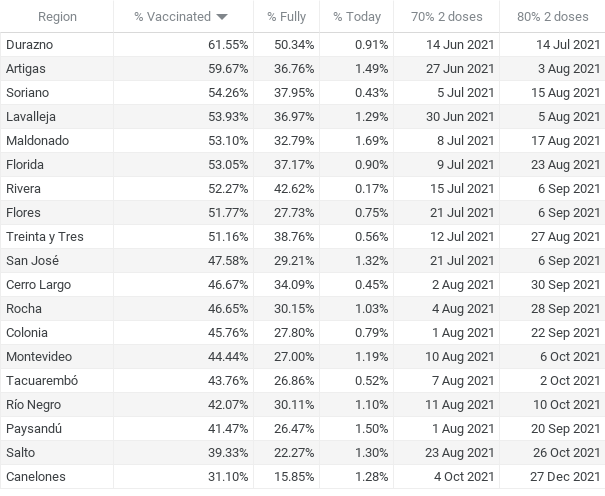 Region % Vaccinated % Fully % Today 70% 2 doses 80% 2 doses
Durazno 61.55% 50.34% 0.91% 14 Jun 2021 14 Jul 2021
Artigas 59.67% 36.76% 1.49% 27 Jun 2021 3 Aug 2021
Soriano 54.26% 37.95% 0.43% 5 Jul 2021 15 Aug 2021
Lavalleja 53.93% 36.97% 1.29% 30 Jun 2021 5 Aug 2021
Maldonado 53.10% 32.79% 1.69% 8 Jul 2021 17 Aug 2021
Florida 53.05% 37.17% 0.90% 9 Jul 2021 23 Aug 2021
Rivera 52.27% 42.62% 0.17% 15 Jul 2021 6 Sep 2021
Flores 51.77% 27.73% 0.75% 21 Jul 2021 6 Sep 2021
Treinta y Tres 51.16% 38.76% 0.56% 12 Jul 2021 27 Aug 2021
San José 47.58% 29.21% 1.32% 21 Jul 2021 6 Sep 2021
Cerro Largo 46.67% 34.09% 0.45% 2 Aug 2021 30 Sep 2021
Rocha 46.65% 30.15% 1.03% 4 Aug 2021 28 Sep 2021
Colonia 45.76% 27.80% 0.79% 1 Aug 2021 22 Sep 2021
Montevideo 44.44% 27.00% 1.19% 10 Aug 2021 6 Oct 2021
Tacuarembó 43.76% 26.86% 0.52% 7 Aug 2021 2 Oct 2021
Río Negro 42.07% 30.11% 1.10% 11 Aug 2021 10 Oct 2021
Paysandú 41.47% 26.47% 1.50% 1 Aug 2021 20 Sep 2021
Salto 39.33% 22.27% 1.30% 23 Aug 2021 26 Oct 2021
Canelones 31.10% 15.85% 1.28% 4 Oct 2021 27 Dec 2021